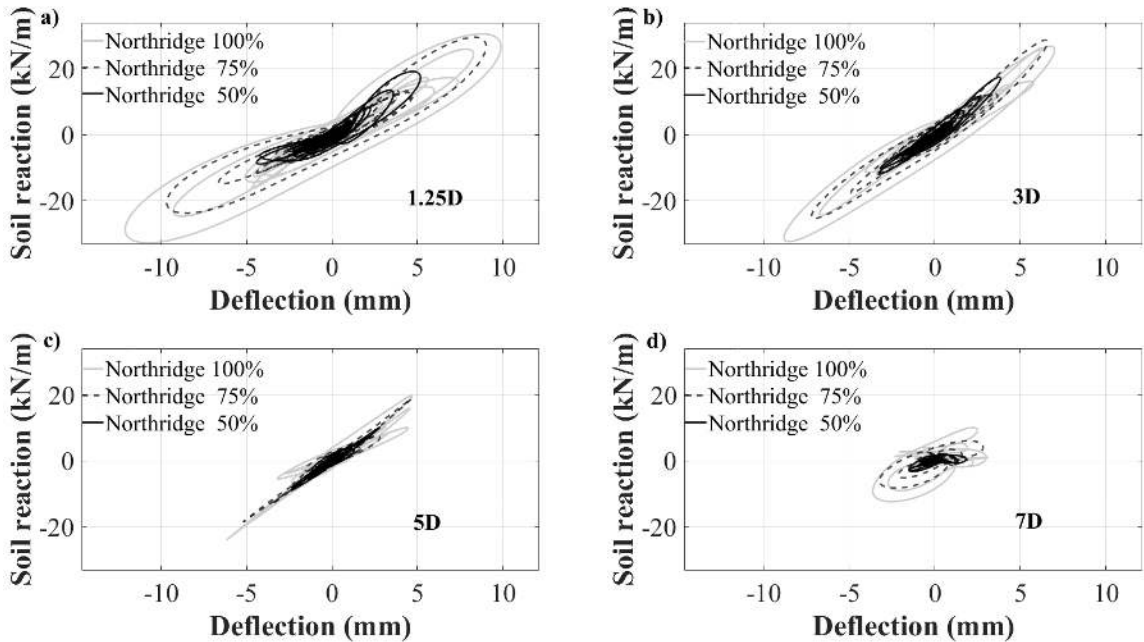 a)
Soil reaction (kN/m)
20
0
-20
Northridge 100%
Northridge 75%
Northridge 50%
1.25D
-10 -5 0 5 10
Deflection (mm)
b)
Soil reaction (kN/m)
20
0
-20
Northridge 100%
Northridge 75%
Northridge 50%
3D
-10 -5 0 5 10
Deflection (mm)
c)
Soil reaction (kN/m)
20
0
-20
Northridge 100%
Northridge 75%
Northridge 50%
5D
-10 -5 0 5 10
Deflection (mm)
d)
Soil reaction (kN/m)
20
0
-20
Northridge 100%
Northridge 75%
Northridge 50%
7D
-10 -5 0 5 10
Deflection (mm)